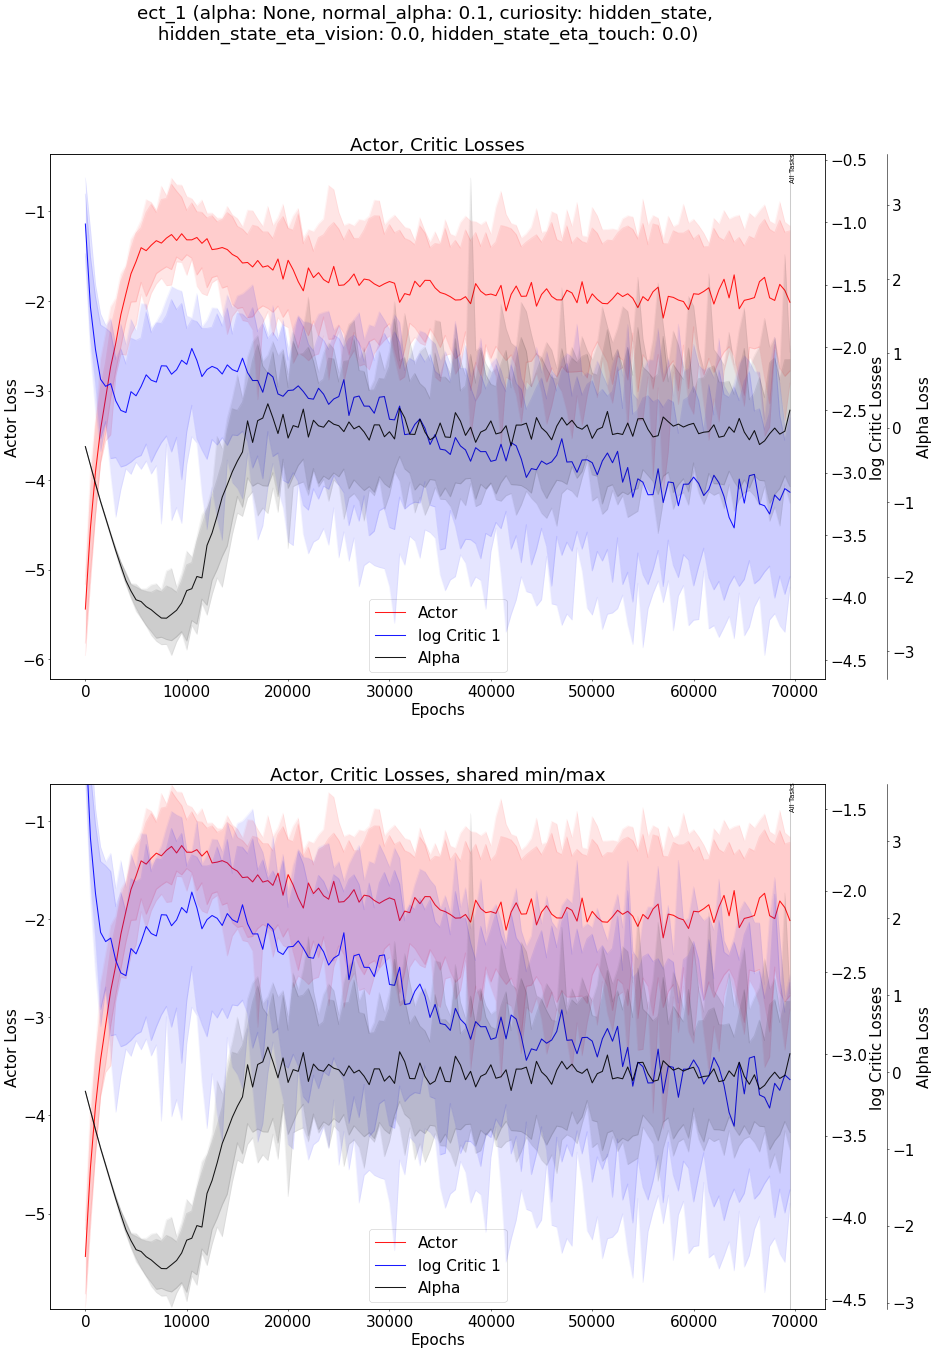 ect_1 (alpha: None, normal_alpha: 0.1, curiosity: hidden_state,
hidden_state_eta_vision: 0.0, hidden_state_eta_touch: 0.0)
Actor, Critic Losses
All Tasks
Actor Loss
−1
−2
−3
−4
−5
−6
−0.5
−1.0
−1.5
−2.0
−2.5
−3.0
−3.5
−4.0
−4.5
log Critic Losses
3
2
1
0
−1
−2
−3
Alpha Loss
Actor
log Critic 1
Alpha
0 10000 20000 30000 40000 50000 60000 70000
Epochs
Actor, Critic Losses, shared min/max
All Tasks
Actor Loss
−1
−2
−3
−4
−5
−1.5
−2.0
−2.5
−3.0
−3.5
−4.0
−4.5
log Critic Losses
3
2
1
0
−1
−2
−3
Alpha Loss
Actor
log Critic 1
Alpha
0 10000 20000 30000 40000 50000 60000 70000
Epochs